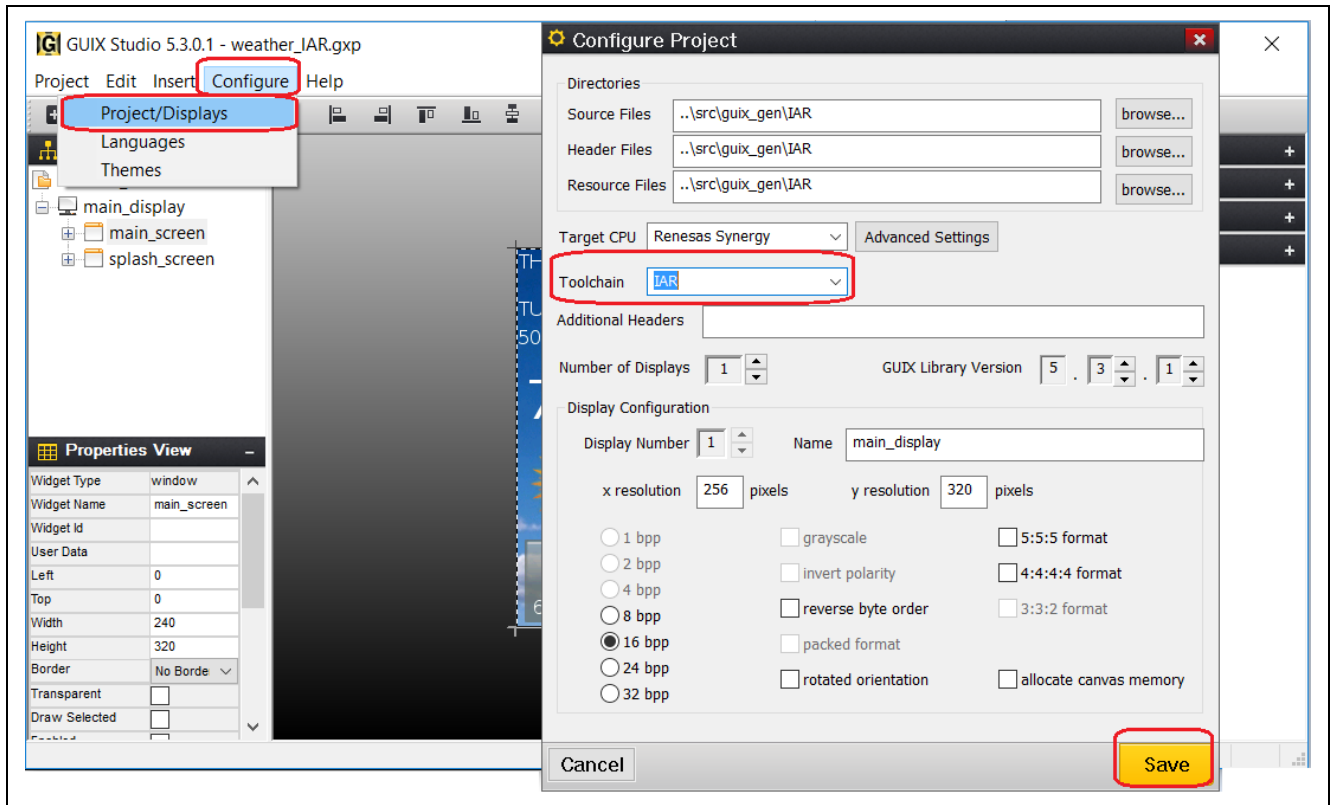 GUIX Studio 5.3.0.1 - weather_IAR.gxp
Project Edit Insert Configure Help
Project/Displays
Languages
Themes
main_display
main_screen
splash_screen
TH
TU
50
Properties View
Widget Type window
Widget Name main_screen
Widget Id
User Data
Left 0
Top 0
Width 240
Height 320
Border No Borde
Transparent
Draw Selected
Enabled
Configure Project
Directories
Source Files ..\src\guix_gen\IAR browse...
Header Files ..\src\guix_gen\IAR browse...
Resource Files ..\src\guix_gen\IAR browse...
Target CPU Renesas Synergy Advanced Settings
Toolchain IAR
Additional Headers
Number of Displays 1 GUIX Library Version 5 . 3 . 1
Display Configuration
Display Number 1 Name main_display
x resolution 256 pixels y resolution 320 pixels
1 bpp grayscale 5:5:5 format
2 bpp invert polarity 4:4:4:4 format
4 bpp
8 bpp reverse byte order 3:3:2 format
16 bpp packed format
24 bpp rotated orientation allocate canvas memory
32 bpp
Cancel Save